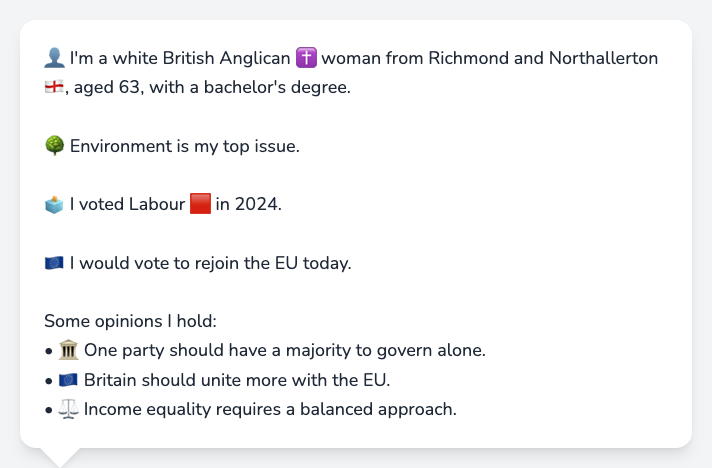 👤 I'm a white British Anglican ✝️ woman from Richmond and Northallerton
🏴󠁧󠁢󠁥󠁮󠁧󠁿, aged 63, with a bachelor's degree.
🌳 Environment is my top issue.
🗳️ I voted Labour 🟥 in 2024.
🇪🇺 I would vote to rejoin the EU today.
Some opinions I hold:
• 🏛️ One party should have a majority to govern alone.
• 🇪🇺 Britain should unite more with the EU.
• ⚖️ Income equality requires a balanced approach.